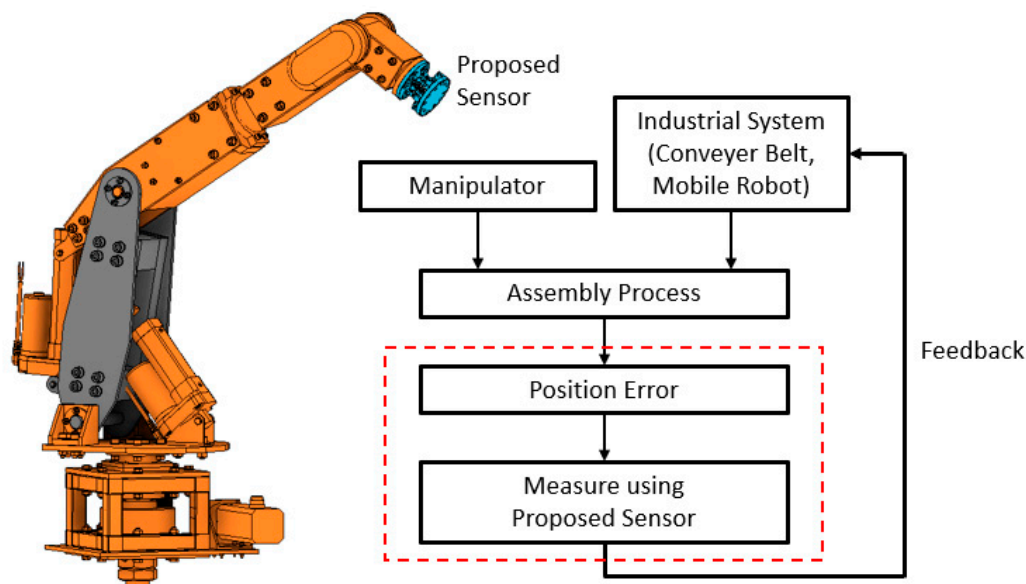 Proposed
Sensor
Industrial System
(Conveyer Belt,
Mobile Robot)
Manipulator
Assembly Process
Feedback
Position Error
Measure using
Proposed Sensor